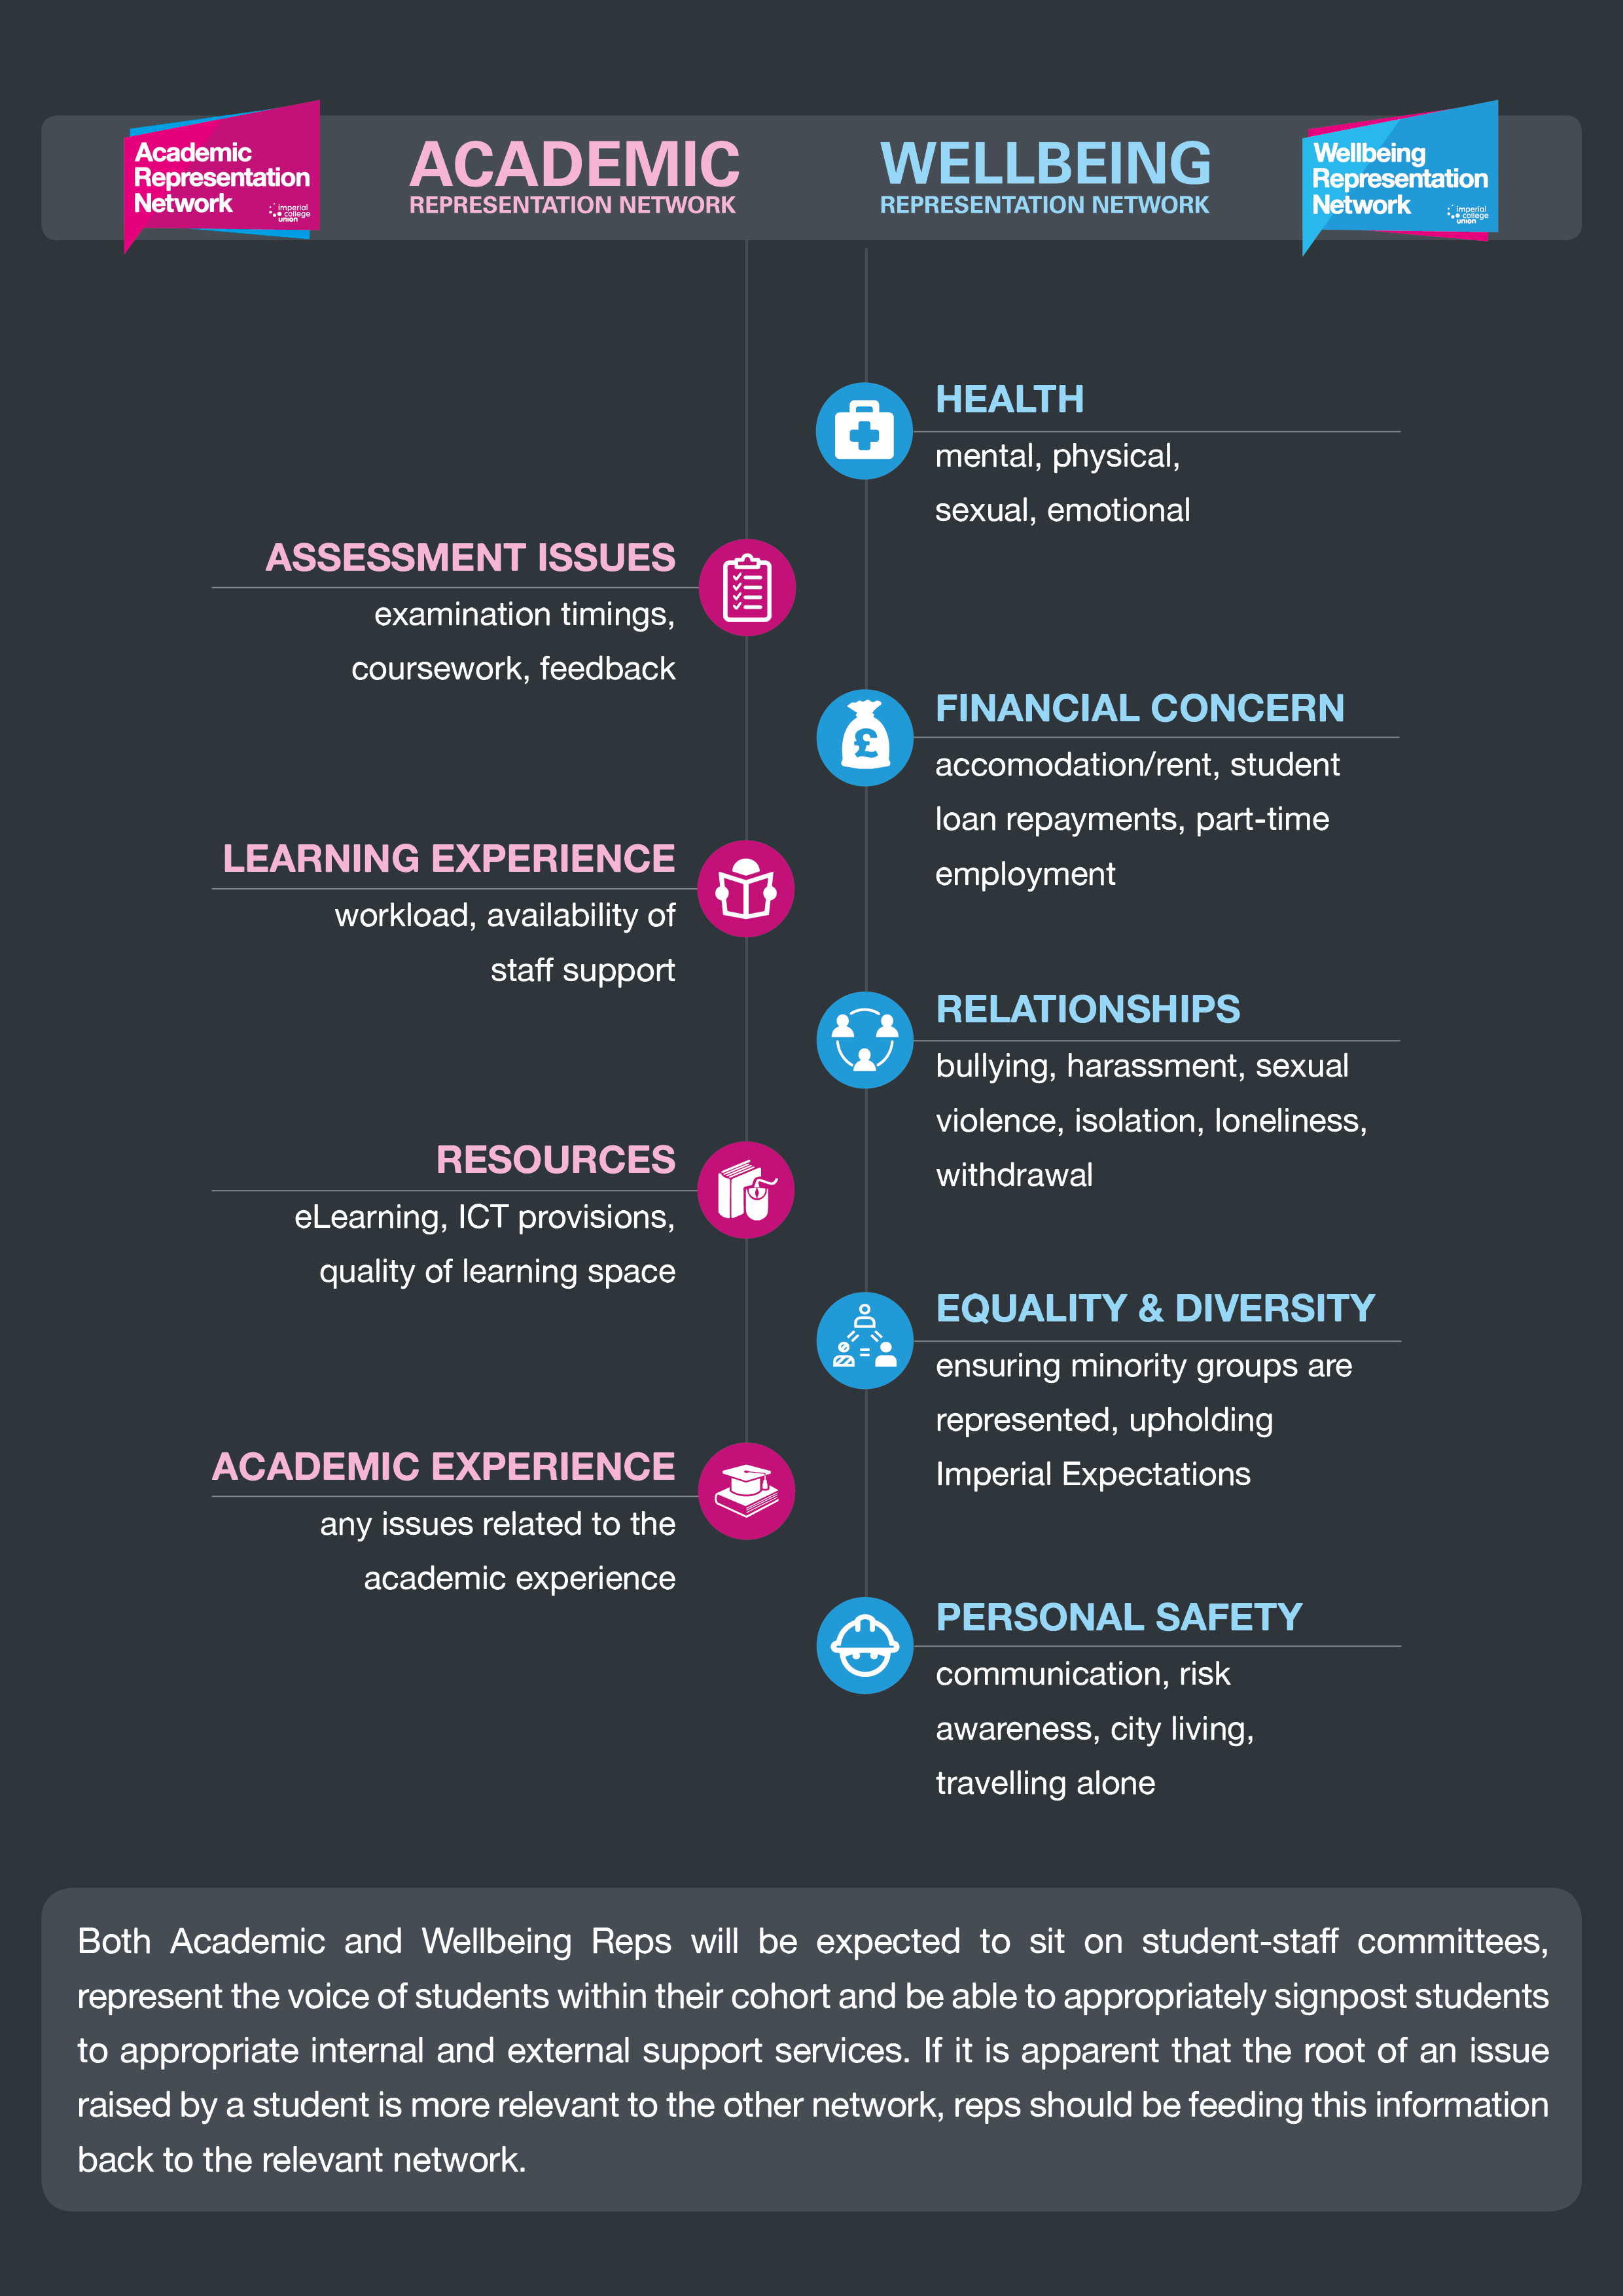 Academic
Representation
Network
imperial
college
union
ACADEMIC
REPRESENTATION NETWORK
WELLBEING
REPRESENTATION NETWORK
Wellbeing
Representation
Network
imperial
college
union
HEALTH
mental, physical,
sexual, emotional
ASSESSMENT ISSUES
examination timings,
coursework, feedback
FINANCIAL CONCERN
accomodation/rent, student
loan repayments, part-time
employment
LEARNING EXPERIENCE
workload, availability of
staff support
RELATIONSHIPS
bullying, harassment, sexual
violence, isolation, loneliness,
withdrawal
RESOURCES
eLearning, ICT provisions,
quality of learning space
EQUALITY & DIVERSITY
ensuring minority groups are
represented, upholding
Imperial Expectations
ACADEMIC EXPERIENCE
any issues related to the
academic experience
PERSONAL SAFETY
communication, risk
awareness, city living,
travelling alone
Both Academic and Wellbeing Reps will be expected to sit on student-staff committees,
represent the voice of students within their cohort and be able to appropriately signpost students
to appropriate internal and external support services. If it is apparent that the root of an issue
raised by a student is more relevant to the other network, reps should be feeding this information
back to the relevant network.